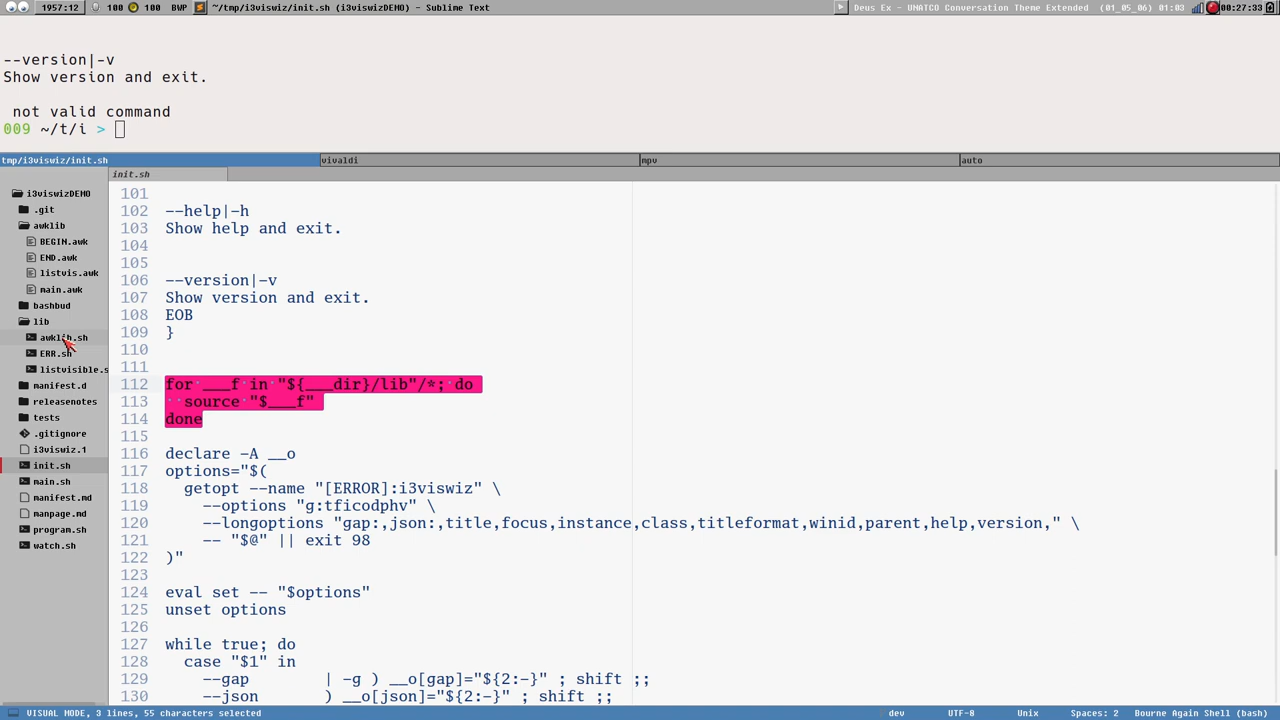 1957:12 100 100 BWP ~/tmp/i3viswiz/init.sh (i3viswizDEMO) - Sublime Text Deus Ex - UNATCO Conversation Theme Extended (01_05_06) 01:03 00:27:33
--version|-v
Show version and exit.
not valid command
009 ~/t/i >
tmp/i3viswiz/init.sh vivaldi mpv auto
init.sh
i3viswizDEMO
.git
awklib
BEGIN.awk
END.awk
listvis.awk
main.awk
bashbud
lib
awklib.sh
ERR.sh
listvisible.s
manifest.d
releasenotes
tests
.gitignore
i3viswiz.1
init.sh
main.sh
manifest.md
manpage.md
program.sh
watch.sh
101
102 --help|-h
103 Show help and exit.
104
105
106 --version|-v
107 Show version and exit.
108 EOB
109 }
110
111
112 for ___f in "${___dir}/lib"/*; do
113 source "$___f"
114 done
115
116 declare -A __o
117 options="$(
118 getopt --name "[ERROR]:i3viswiz" \
119 --options "g:tficodphv" \
120 --longoptions "gap:,json:,title,focus,instance,class,titleformat,winid,parent,help,version," \
121 -- "$@" || exit 98
122 )"
123
124 eval set -- "$options"
125 unset options
126
127 while true; do
128 case "$1" in
129 --gap | -g ) __o[gap]="${2:-}" ; shift ;;
130 --json ) __o[json]="${2:-}" ; shift ;;
VISUAL MODE, 3 lines, 55 characters selected dev UTF-8 Unix Spaces: 2 Bourne Again Shell (bash)